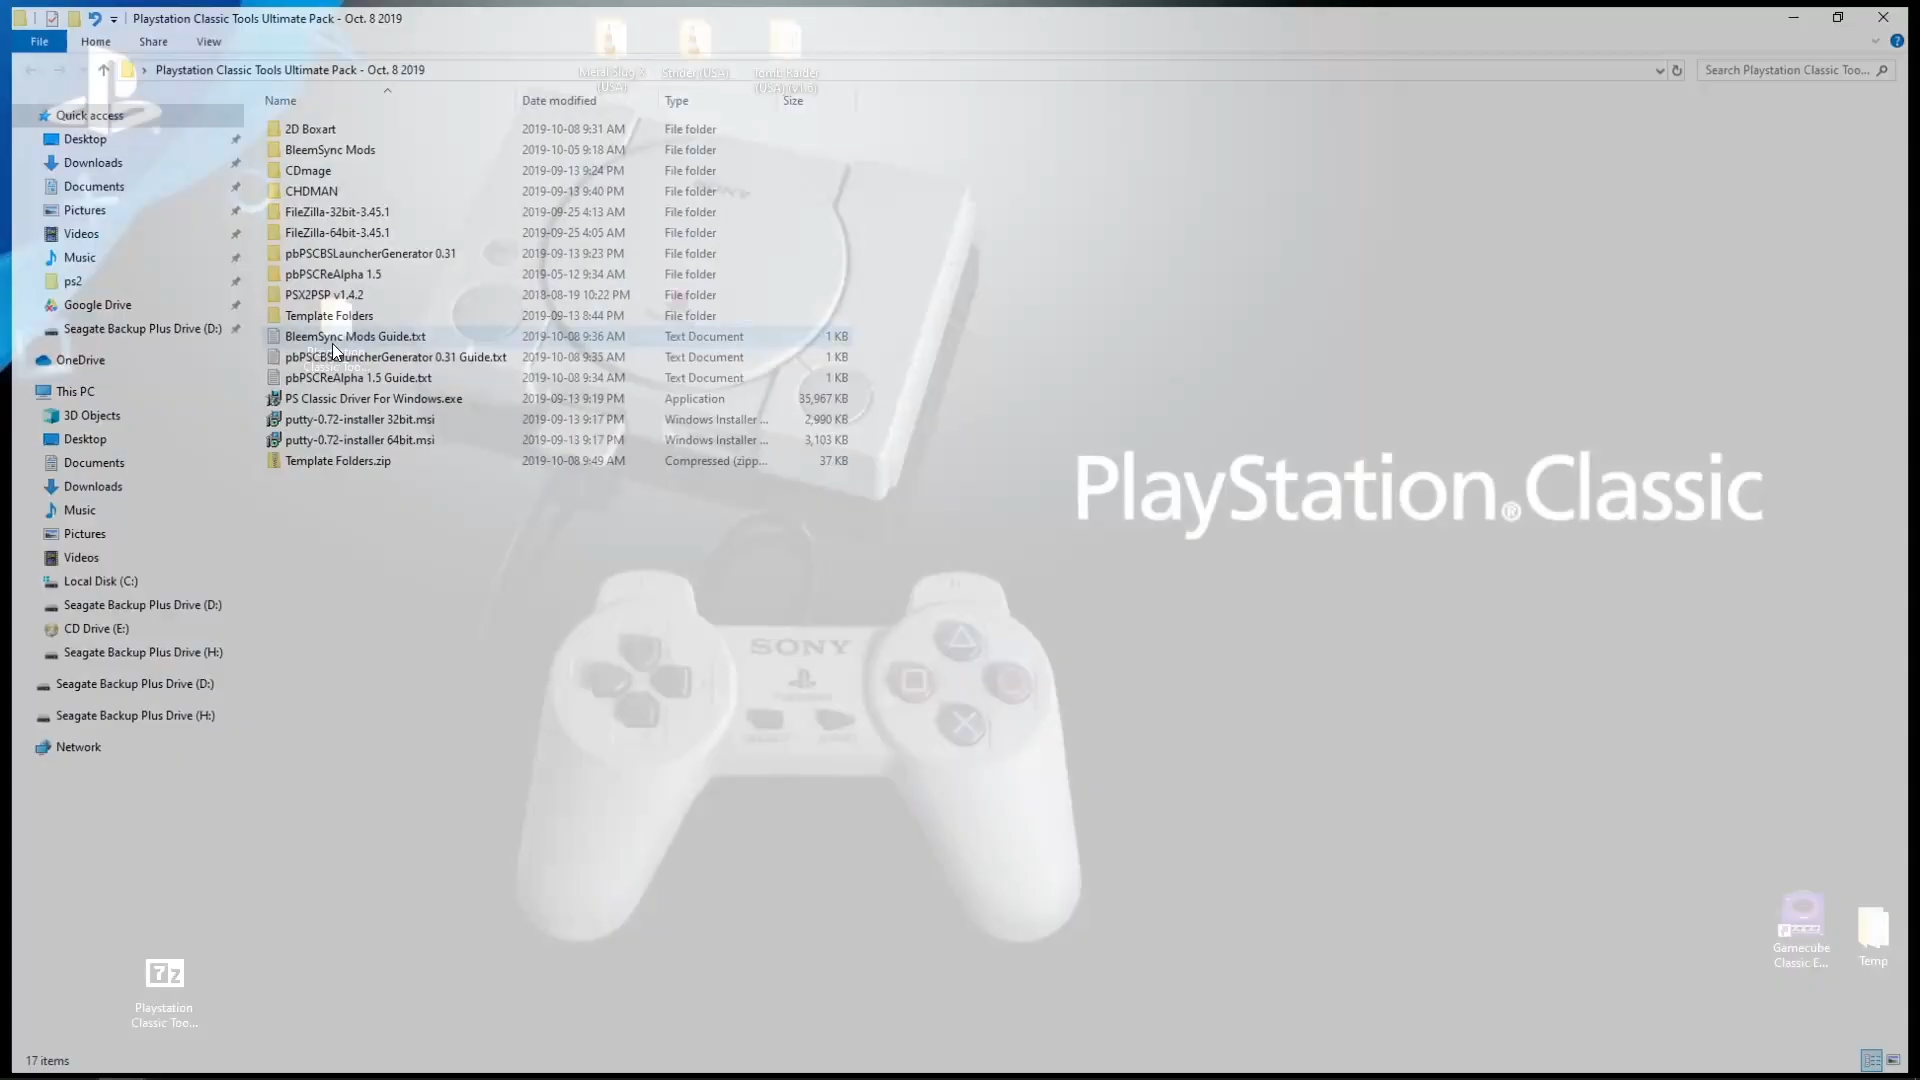 Playstation Classic Tools Ultimate Pack - Oct. 8 2019
File Home Share View
Playstation Classic Tools Ultimate Pack - Oct. 8 2019
Search Playstation Classic Too...
Metal Slug X
(USA)
Strider (USA)
Tomb Raider
(USA) (v1.6)
Name Date modified Type Size
Quick access
Desktop
Downloads
Documents
Pictures
Videos
Music
ps2
Google Drive
Seagate Backup Plus Drive (D:)
OneDrive
This PC
3D Objects
Desktop
Documents
Downloads
Music
Pictures
Videos
Local Disk (C:)
Seagate Backup Plus Drive (D:)
CD Drive (E:)
Seagate Backup Plus Drive (H:)
Seagate Backup Plus Drive (D:)
Seagate Backup Plus Drive (H:)
Network
2D Boxart 2019-10-08 9:31 AM File folder
BleemSync Mods 2019-10-05 9:18 AM File folder
CDmage 2019-09-13 9:24 PM File folder
CHDMAN 2019-09-13 9:40 PM File folder
FileZilla-32bit-3.45.1 2019-09-25 4:13 AM File folder
FileZilla-64bit-3.45.1 2019-09-25 4:05 AM File folder
pbPSCBSLauncherGenerator 0.31 2019-09-13 9:23 PM File folder
pbPSCReAlpha 1.5 2019-05-12 9:34 AM File folder
PSX2PSP v1.4.2 2018-08-19 10:22 PM File folder
Template Folders 2019-09-13 8:44 PM File folder
BleemSync Mods Guide.txt 2019-10-08 9:36 AM Text Document 1 KB
pbPSCBSLauncherGenerator 0.31 Guide.txt 2019-10-08 9:35 AM Text Document 1 KB
pbPSCReAlpha 1.5 Guide.txt 2019-10-08 9:34 AM Text Document 1 KB
PS Classic Driver For Windows.exe 2019-09-13 9:19 PM Application 35,967 KB
putty-0.72-installer 32bit.msi 2019-09-13 9:17 PM Windows Installer ... 2,990 KB
putty-0.72-installer 64bit.msi 2019-09-13 9:17 PM Windows Installer ... 3,103 KB
Template Folders.zip 2019-10-08 9:49 AM Compressed (zipp... 37 KB
Classic Too...
PlayStation®Classic
SONY
SELECT
7z
Playstation
Classic Too...
Gamecube
Classic E...
Temp
17 items